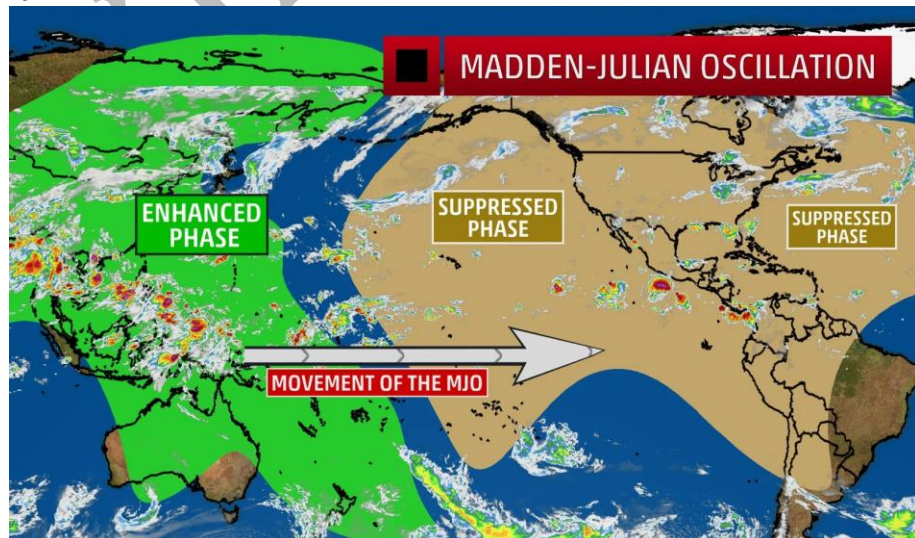 MADDEN-JULIAN OSCILLATION
ENHANCED
PHASE
SUPPRESSED
PHASE
SUPPRESSED
PHASE
MOVEMENT OF THE MJO